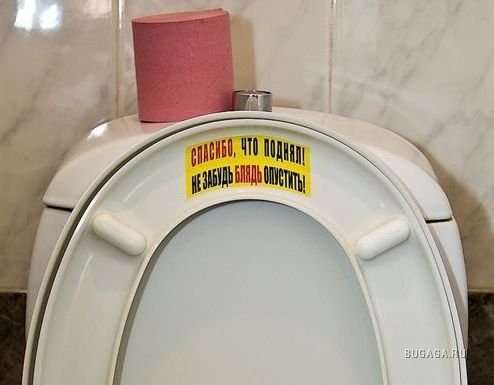 СПАСИБО, ЧТО ПОДНЯЛ!
НЕ ЗАБУДЬ БЛЯДЬ ОПУСТИТЬ!
BUGAGA.RU